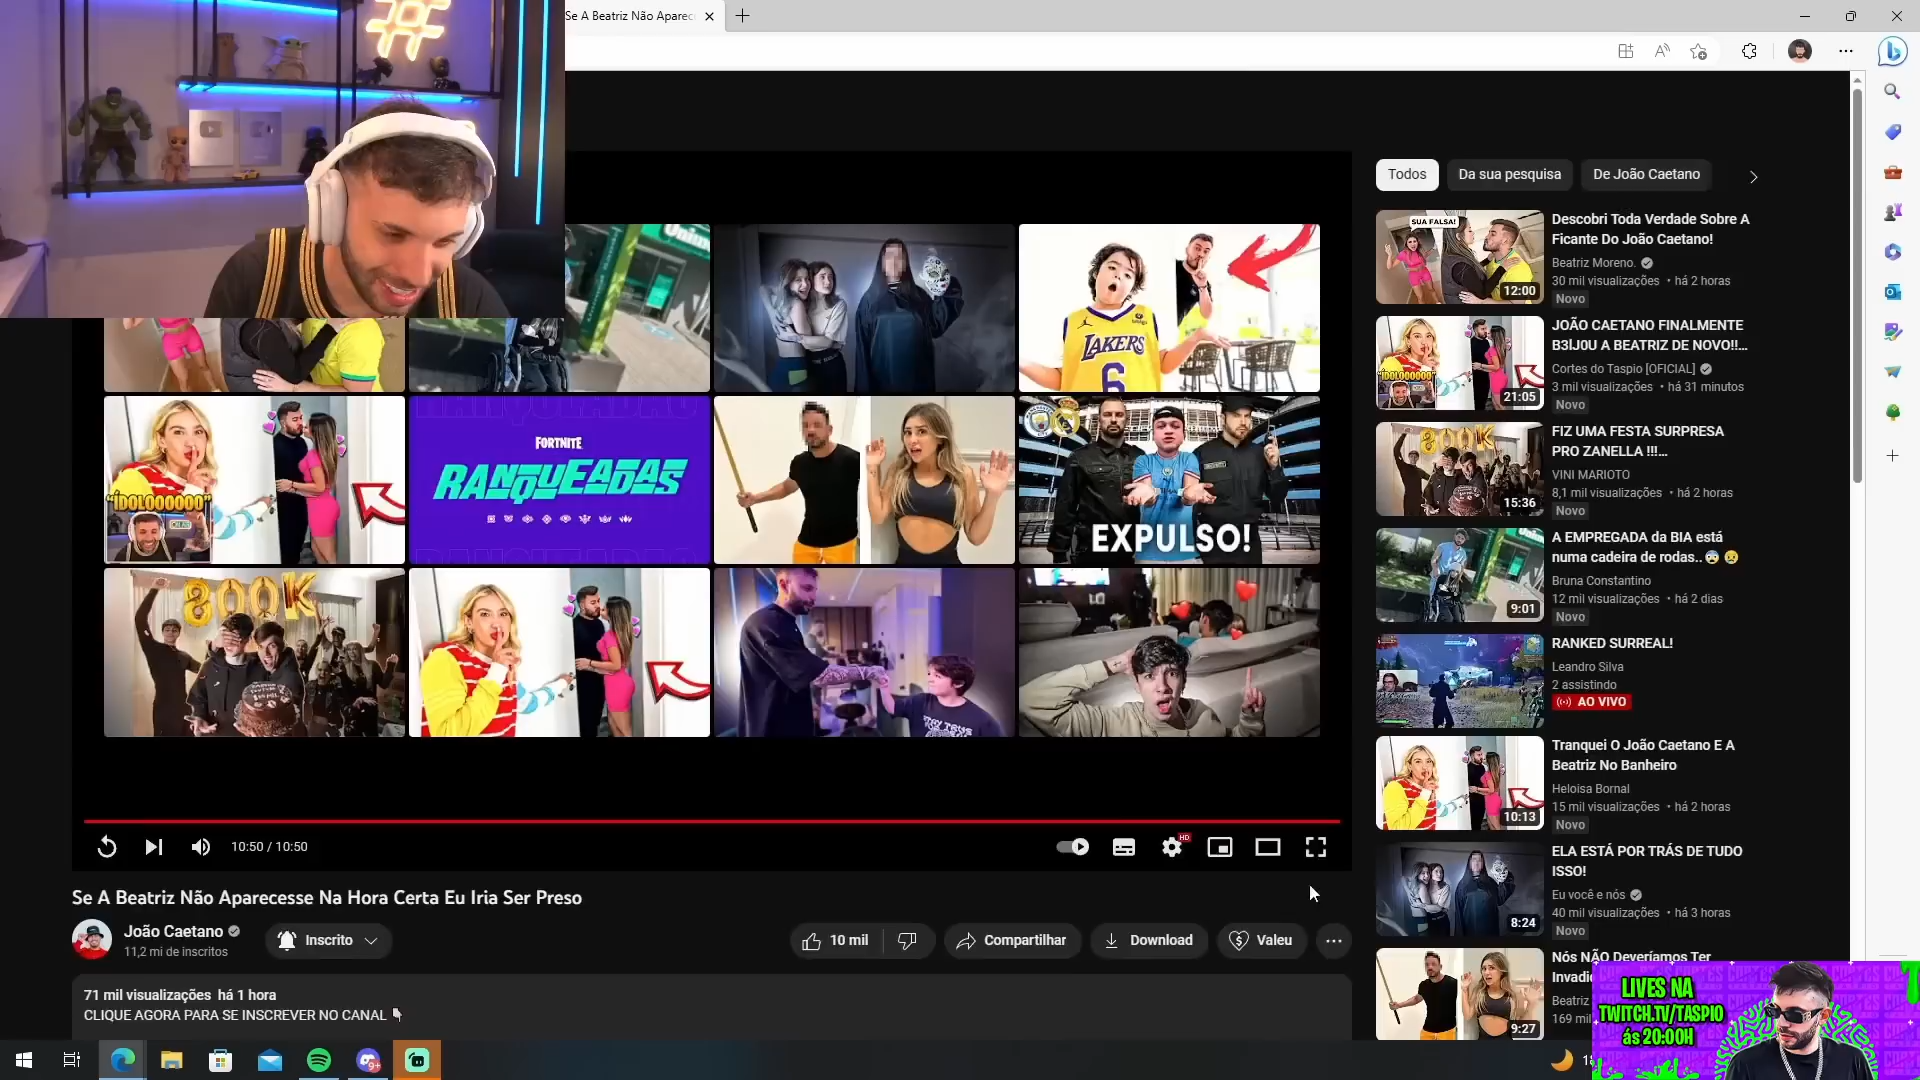 Se A Beatriz Não Aparec
Todos
Da sua pesquisa
De João Caetano
SUA FALSA!
12:00
Descobri Toda Verdade Sobre A
Ficante Do João Caetano!
Beatriz Moreno.
30 mil visualizações • há 2 horas
Novo
LAKERS
6
"ÍDOLOOOOO"
21:05
JOÃO CAETANO FINALMENTE
B3IJ0U A BEATRIZ DE NOVO!!...
Cortes do Taspio [OFICIAL]
3 mil visualizações • há 31 minutos
Novo
"ÍDOLOOOOO"
FORTNITE
RANQUEADAS
EXPULSO!
800K
15:36
FIZ UMA FESTA SURPRESA
PRO ZANELLA !!!...
VINI MARIOTO
8,1 mil visualizações • há 2 horas
Novo
9:01
A EMPREGADA da BIA está
numa cadeira de rodas.. 😨 😢
Bruna Constantino
12 mil visualizações • há 2 dias
Novo
800K
STAY TRUE
RANKED SURREAL!
Leandro Silva
2 assistindo
AO VIVO
10:13
Tranquei O João Caetano E A
Beatriz No Banheiro
Heloisa Bornal
15 mil visualizações • há 2 horas
Novo
10:50 / 10:50
HD
8:24
ELA ESTÁ POR TRÁS DE TUDO
ISSO!
Eu você e nós
40 mil visualizações • há 3 horas
Novo
Se A Beatriz Não Aparecesse Na Hora Certa Eu Iria Ser Preso
João Caetano
11,2 mi de inscritos
Inscrito
10 mil
Compartilhar
Download
Valeu
9:27
Nós NÃO Deveríamos Ter
Invadi
Beatriz
169 mil
71 mil visualizações há 1 hora
CLIQUE AGORA PARA SE INSCREVER NO CANAL
LIVES NA
TWITCH.TV/TASPIO
ás 20:00H
9+